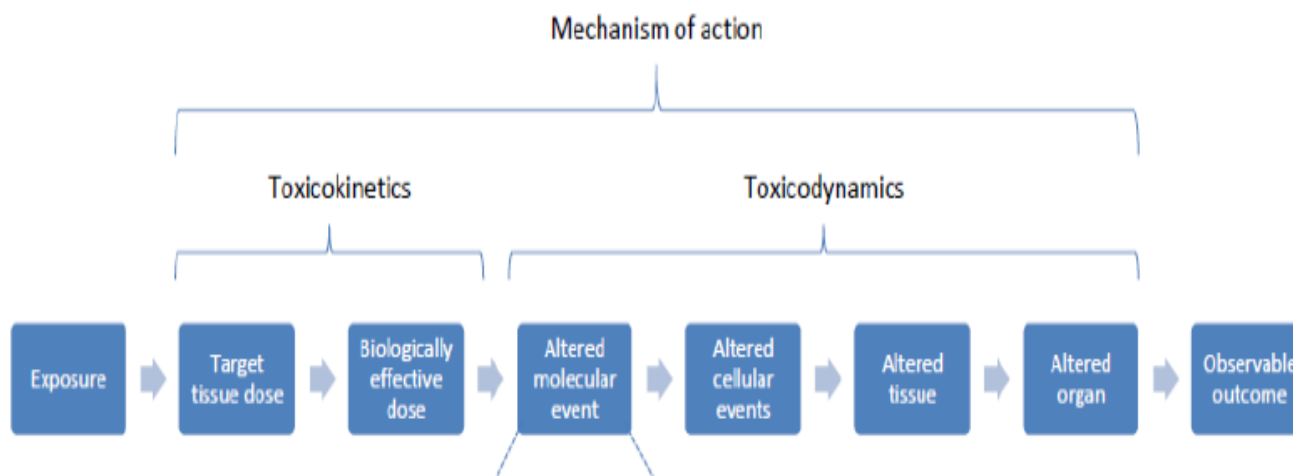 Mechanism of action
Toxicokinetics
Toxicodynamics
Exposure
Target
tissue dose
Biologically
effective
dose
Altered
molecular
event
Altered
cellular
events
Altered
tissue
Altered
organ
Observable
outcome